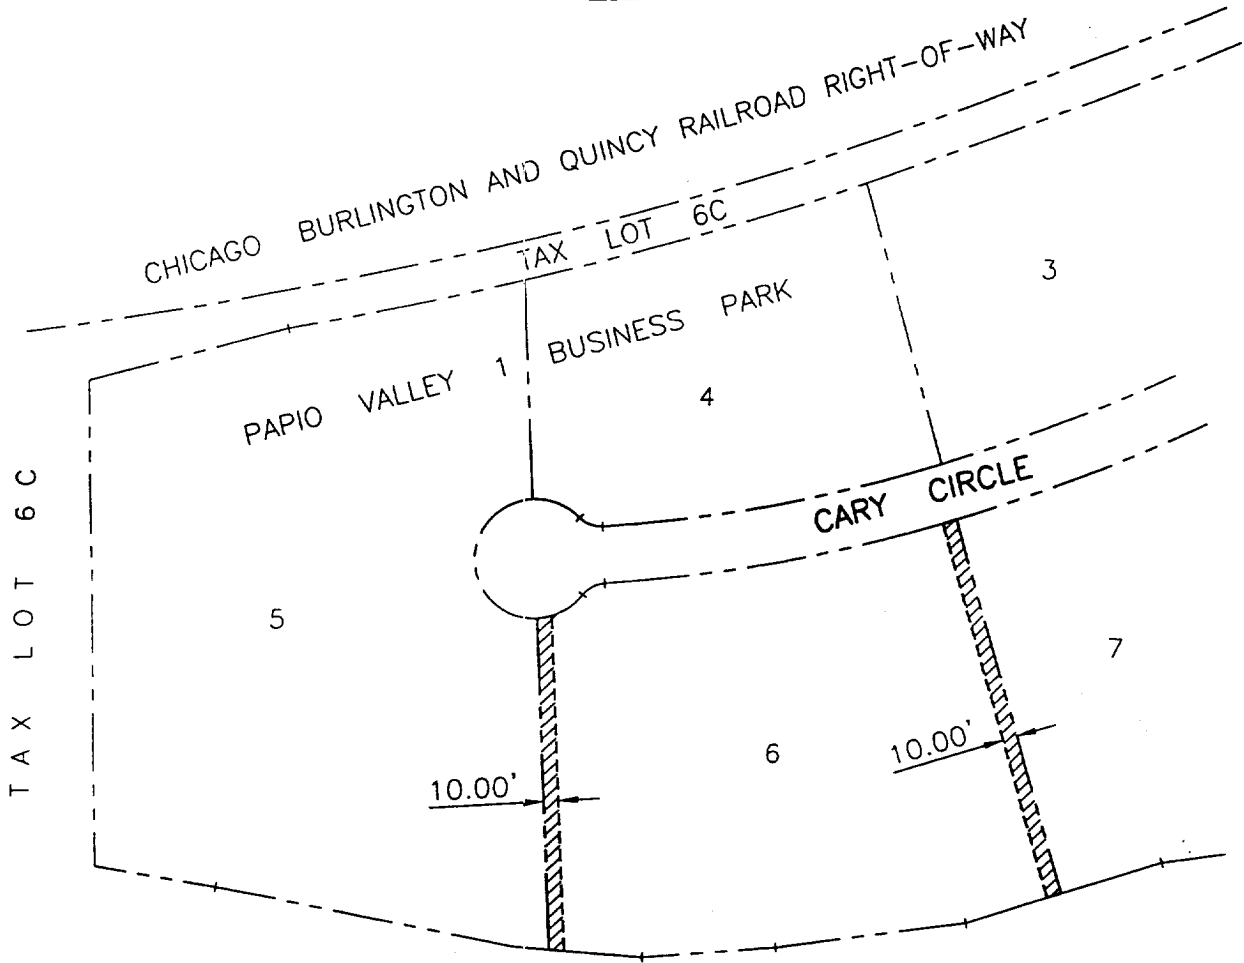 CHICAGO BURLINGTON AND QUINCY RAILROAD RIGHT-OF-WAY
TAX LOT 6C
3
PAPIO VALLEY 1 BUSINESS PARK
4
CARY CIRCLE
TAX LOT 6C
5
7
6
10.00'
10.00'